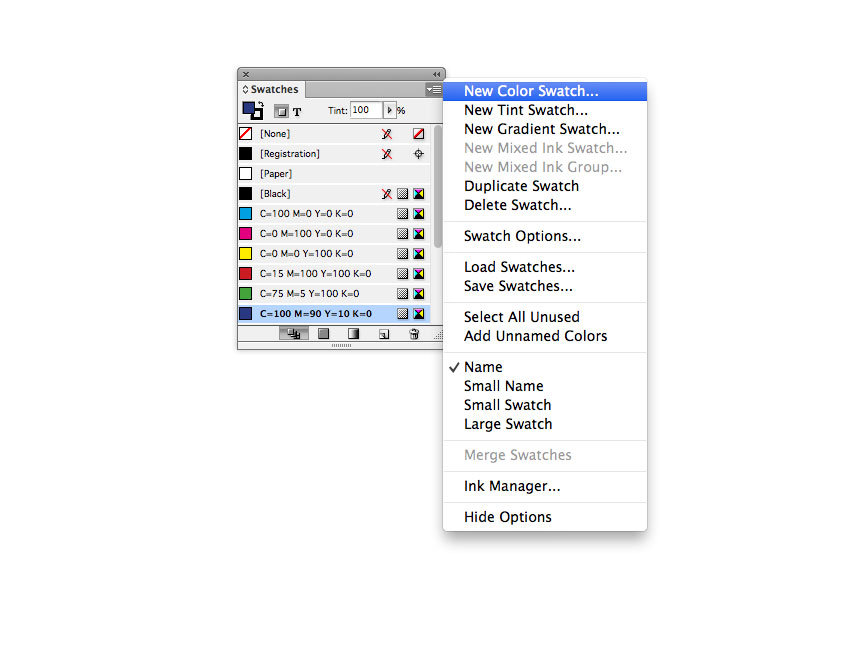 Swatches
T
Tint: 100 %
[None]
[Registration]
[Paper]
[Black]
C=100 M=0 Y=0 K=0
C=0 M=100 Y=0 K=0
C=0 M=0 Y=100 K=0
C=15 M=100 Y=100 K=0
C=75 M=5 Y=100 K=0
C=100 M=90 Y=10 K=0
New Color Swatch...
New Tint Swatch...
New Gradient Swatch...
New Mixed Ink Swatch...
New Mixed Ink Group...
Duplicate Swatch
Delete Swatch...
Swatch Options...
Load Swatches...
Save Swatches...
Select All Unused
Add Unnamed Colors
Name
Small Name
Small Swatch
Large Swatch
Merge Swatches
Ink Manager...
Hide Options